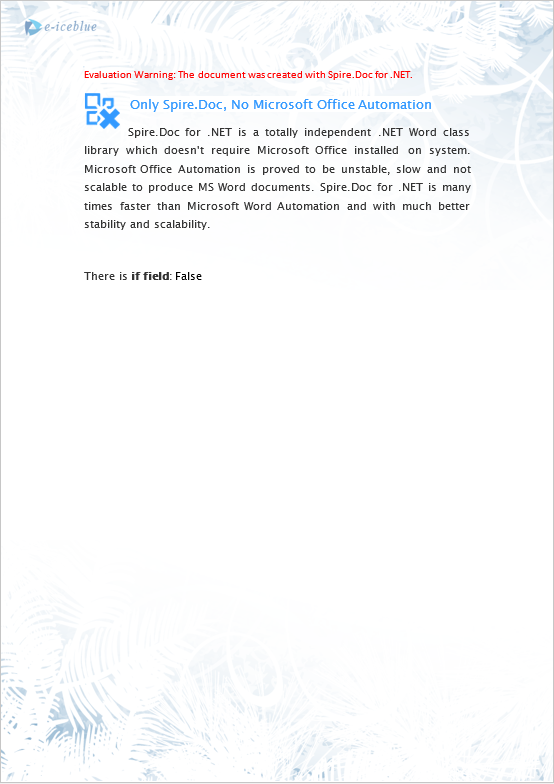 e-iceblue
Evaluation Warning: The document was created with Spire.Doc for .NET.
Only Spire.Doc, No Microsoft Office Automation
Spire.Doc for .NET is a totally independent .NET Word class
library which doesn't require Microsoft Office installed on system.
Microsoft Office Automation is proved to be unstable, slow and not
scalable to produce MS Word documents. Spire.Doc for .NET is many
times faster than Microsoft Word Automation and with much better
stability and scalability.
There is if field: False